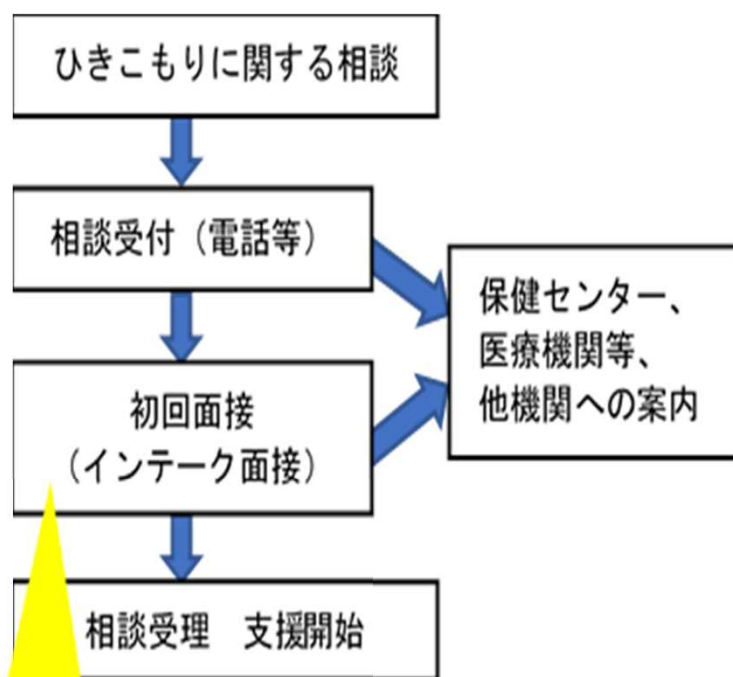 ひきこもりに関する相談
相談受付（電話等）
保健センター、
医療機関等、
他機関への案内
初回面接
（インテーク面接）
相談受理　支援開始